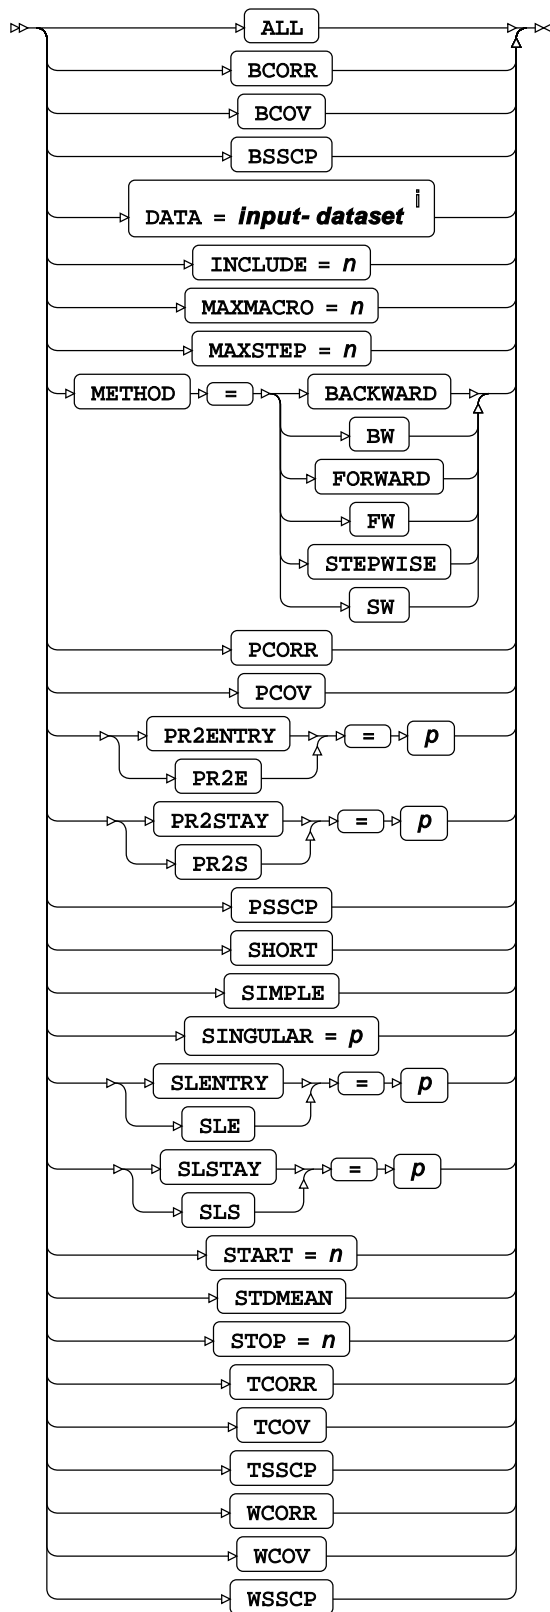 ALL
BCORR
BCOV
BSSCP
DATA = input- dataset i
INCLUDE = n
MAXMACRO = n
MAXSTEP = n
METHOD = BACKWARD
BW
FORWARD
FW
STEPWISE
SW
PCORR
PCOV
PR2ENTRY = p
PR2E
PR2STAY = p
PR2S
PSSCP
SHORT
SIMPLE
SINGULAR = p
SLENTRY = p
SLE
SLSTAY = p
SLS
START = n
STDMEAN
STOP = n
TCORR
TCOV
TSSCP
WCORR
WCOV
WSSCP